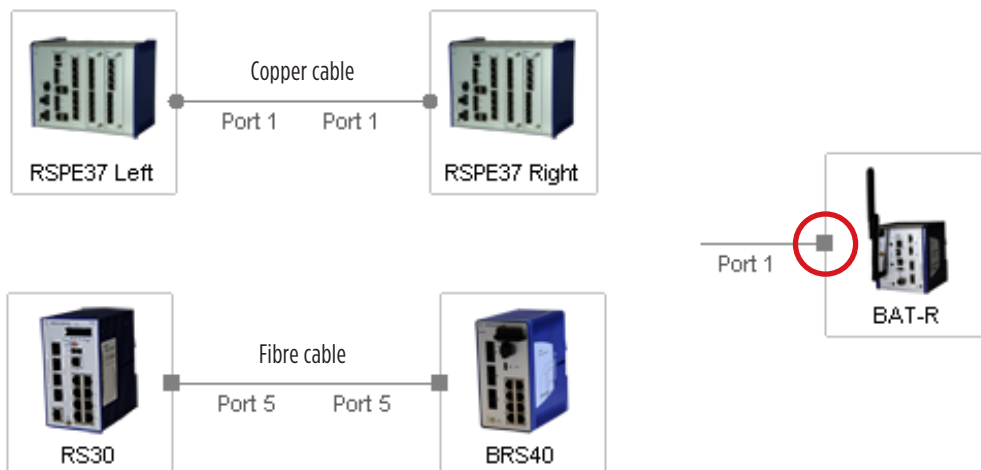 Copper cable
Port 1
Port 1
RSPE37 Left
RSPE37 Right
Port 1
BAT-R
Fibre cable
Port 5
Port 5
RS30
BRS40